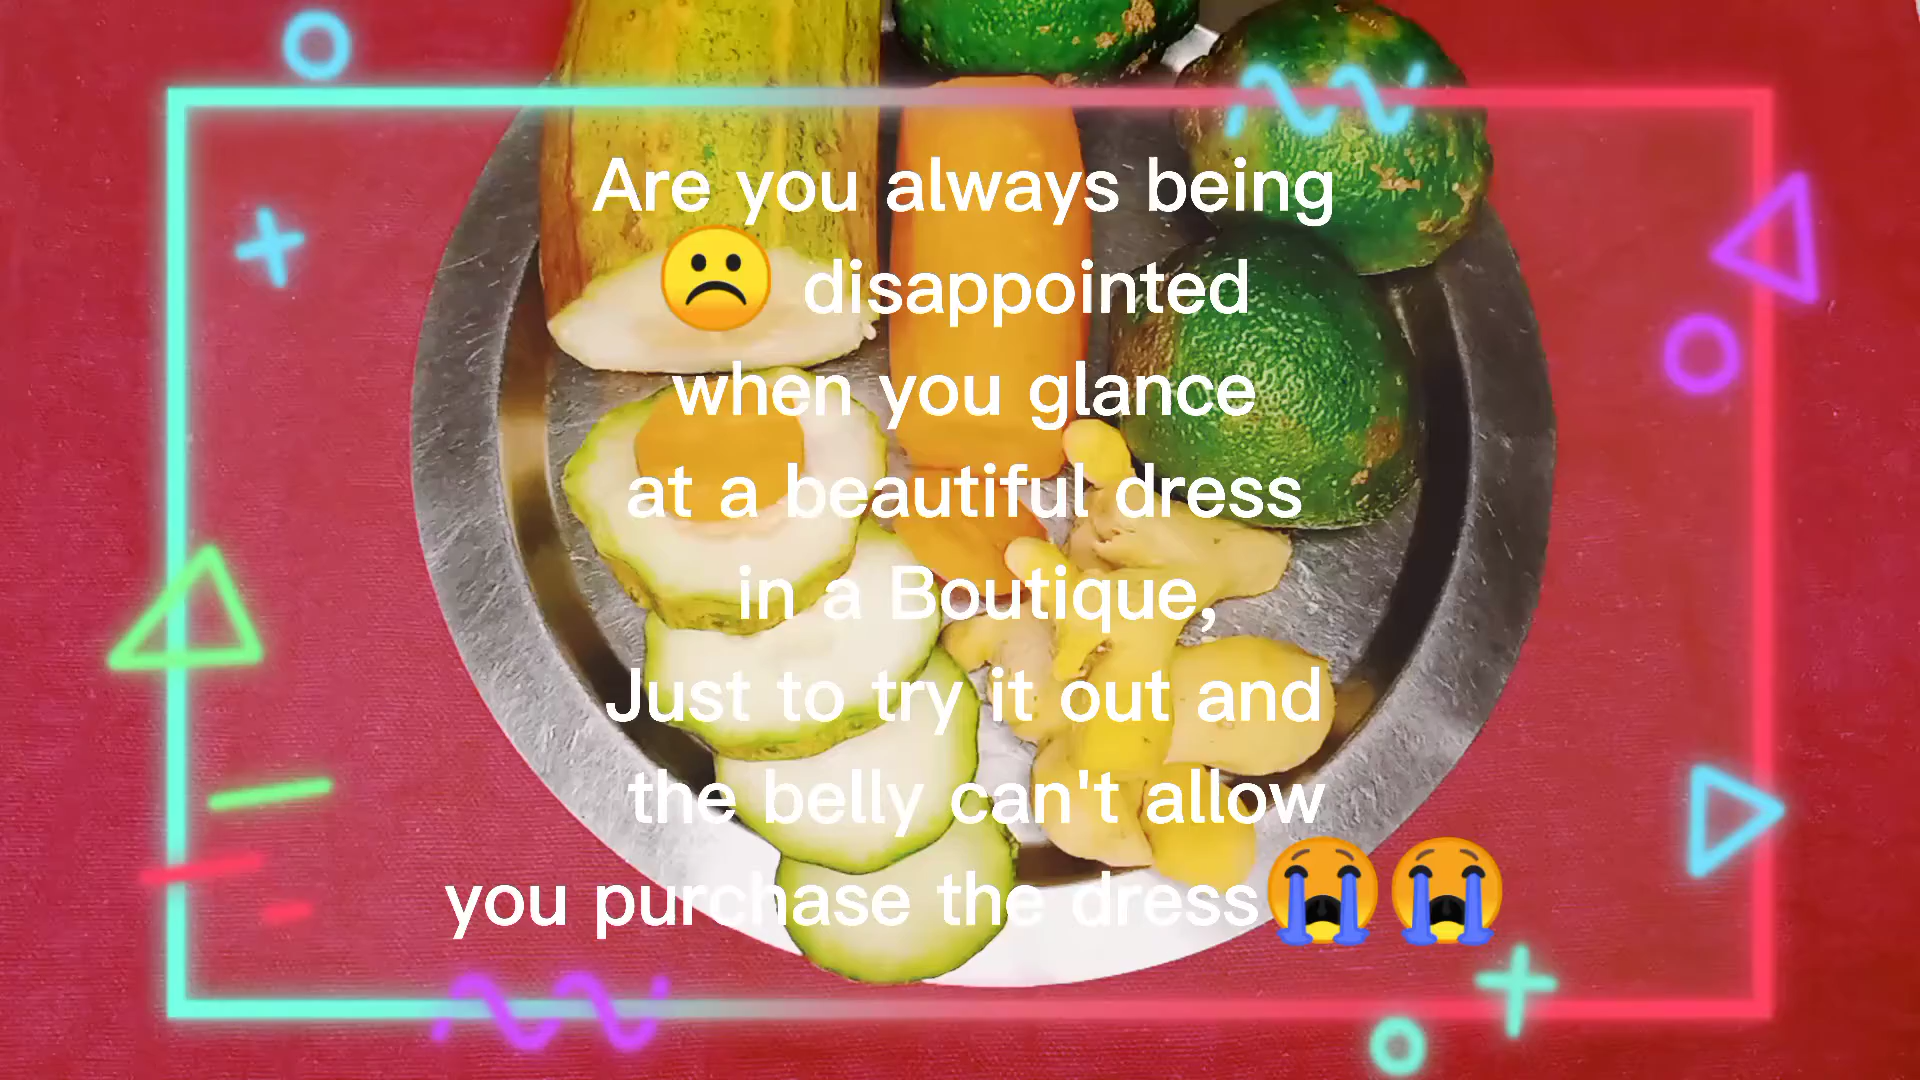 Are you always being
☹️ disappointed
when you glance
at a beautiful dress
in a Boutique,
Just to try it out and
the belly can't allow
you purchase the dress😭😭